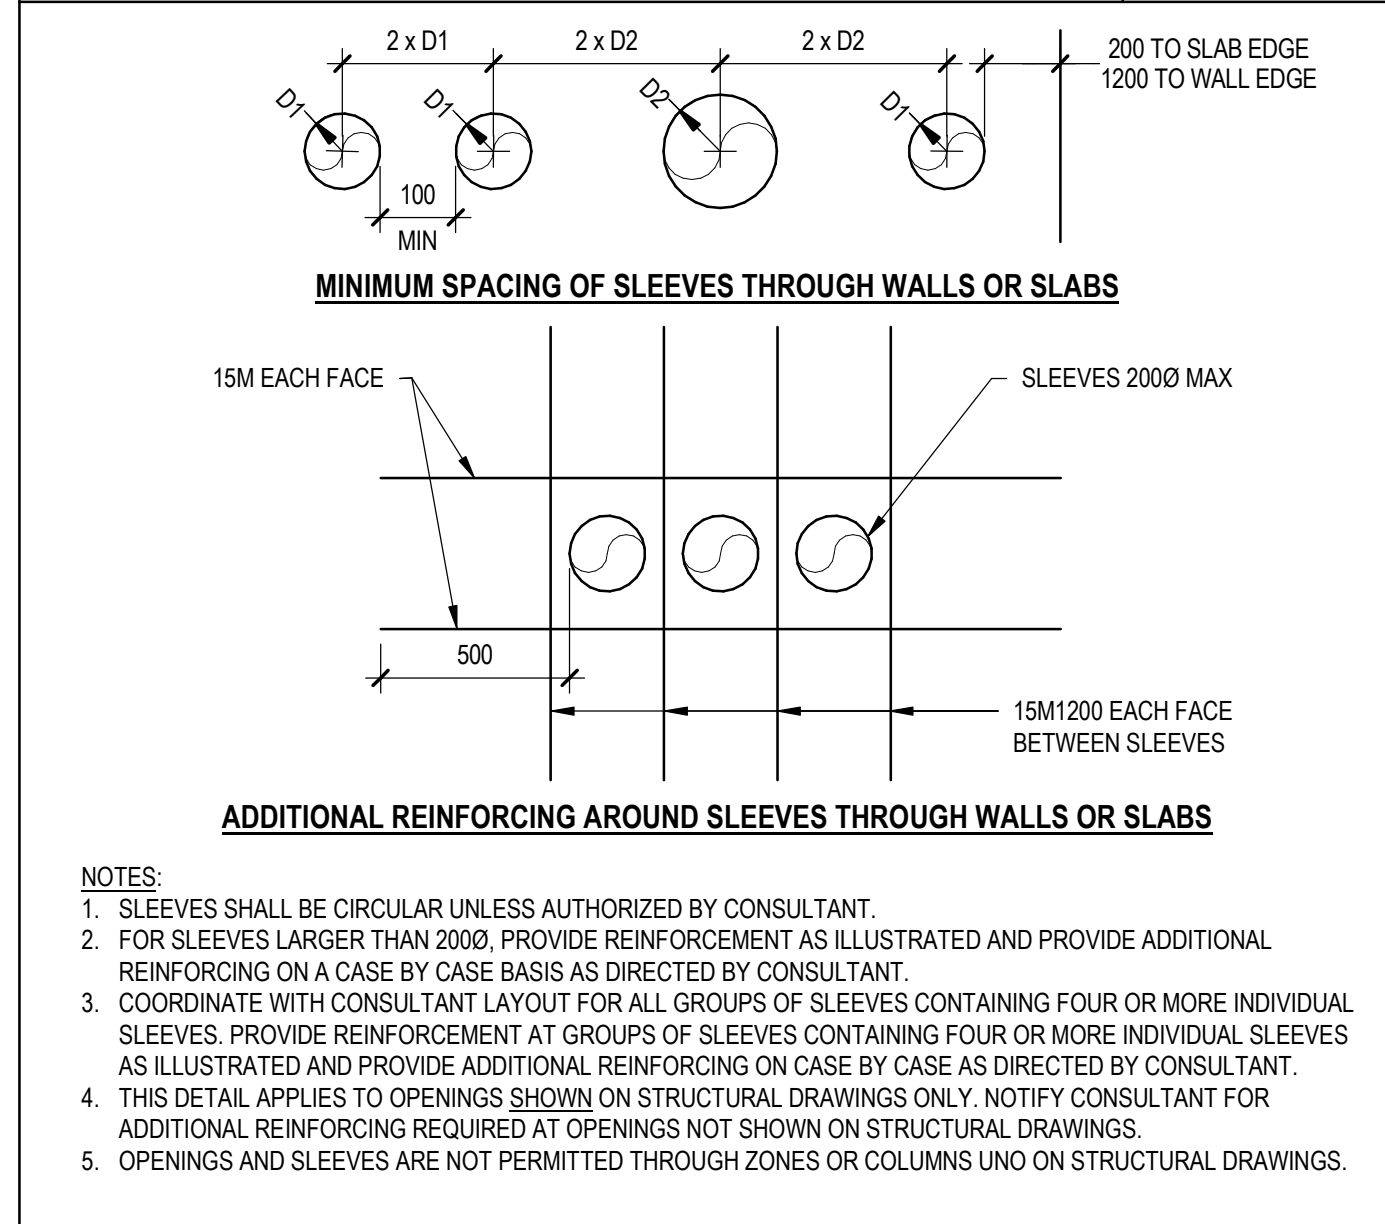 2 x D1
2 x D2
2 x D2
200 TO SLAB EDGE
1200 TO WALL EDGE
D1
D1
D2
D1
100
MIN
MINIMUM SPACING OF SLEEVES THROUGH WALLS OR SLABS
15M EACH FACE
SLEEVES 200Ø MAX
500
15M1200 EACH FACE
BETWEEN SLEEVES
ADDITIONAL REINFORCING AROUND SLEEVES THROUGH WALLS OR SLABS
NOTES:
1. SLEEVES SHALL BE CIRCULAR UNLESS AUTHORIZED BY CONSULTANT.
2. FOR SLEEVES LARGER THAN 200Ø, PROVIDE REINFORCEMENT AS ILLUSTRATED AND PROVIDE ADDITIONAL
REINFORCING ON A CASE BY CASE BASIS AS DIRECTED BY CONSULTANT.
3. COORDINATE WITH CONSULTANT LAYOUT FOR ALL GROUPS OF SLEEVES CONTAINING FOUR OR MORE INDIVIDUAL
SLEEVES. PROVIDE REINFORCEMENT AT GROUPS OF SLEEVES CONTAINING FOUR OR MORE INDIVIDUAL SLEEVES
AS ILLUSTRATED AND PROVIDE ADDITIONAL REINFORCING ON CASE BY CASE AS DIRECTED BY CONSULTANT.
4. THIS DETAIL APPLIES TO OPENINGS SHOWN ON STRUCTURAL DRAWINGS ONLY. NOTIFY CONSULTANT FOR
ADDITIONAL REINFORCING REQUIRED AT OPENINGS NOT SHOWN ON STRUCTURAL DRAWINGS.
5. OPENINGS AND SLEEVES ARE NOT PERMITTED THROUGH ZONES OR COLUMNS UNO ON STRUCTURAL DRAWINGS.